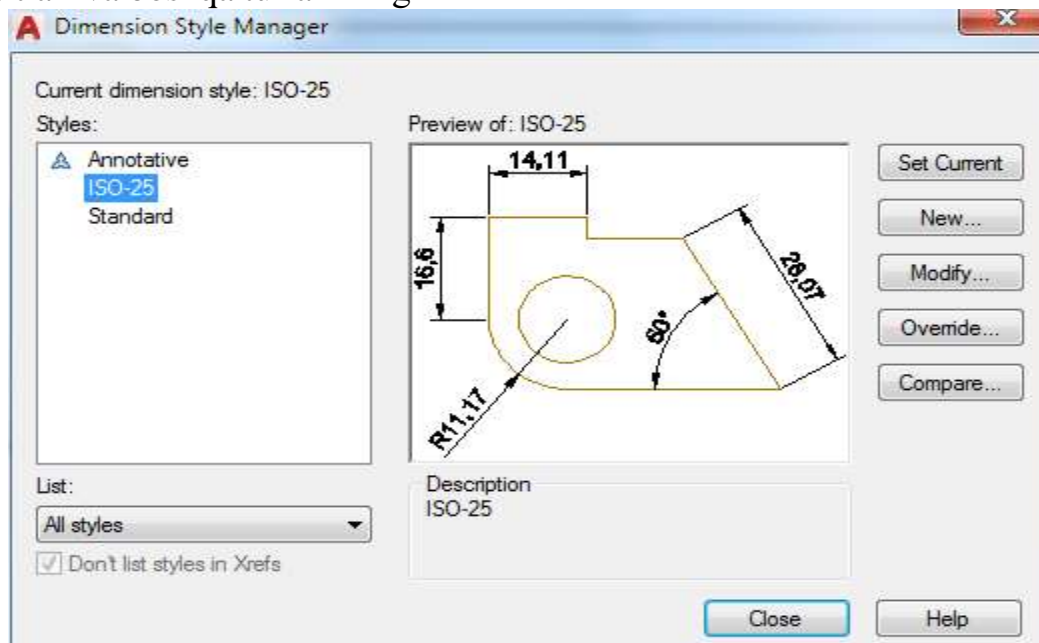 Dimension Style Manager
Current dimension style: ISO-25
Styles:
Annotative
ISO-25
Standard
Preview of: ISO-25
14,11
16,6
28,07
60°
R11,17
Set Current
New...
Modify...
Override...
Compare...
List:
All styles
Don't list styles in Xrefs
Description
ISO-25
Close
Help